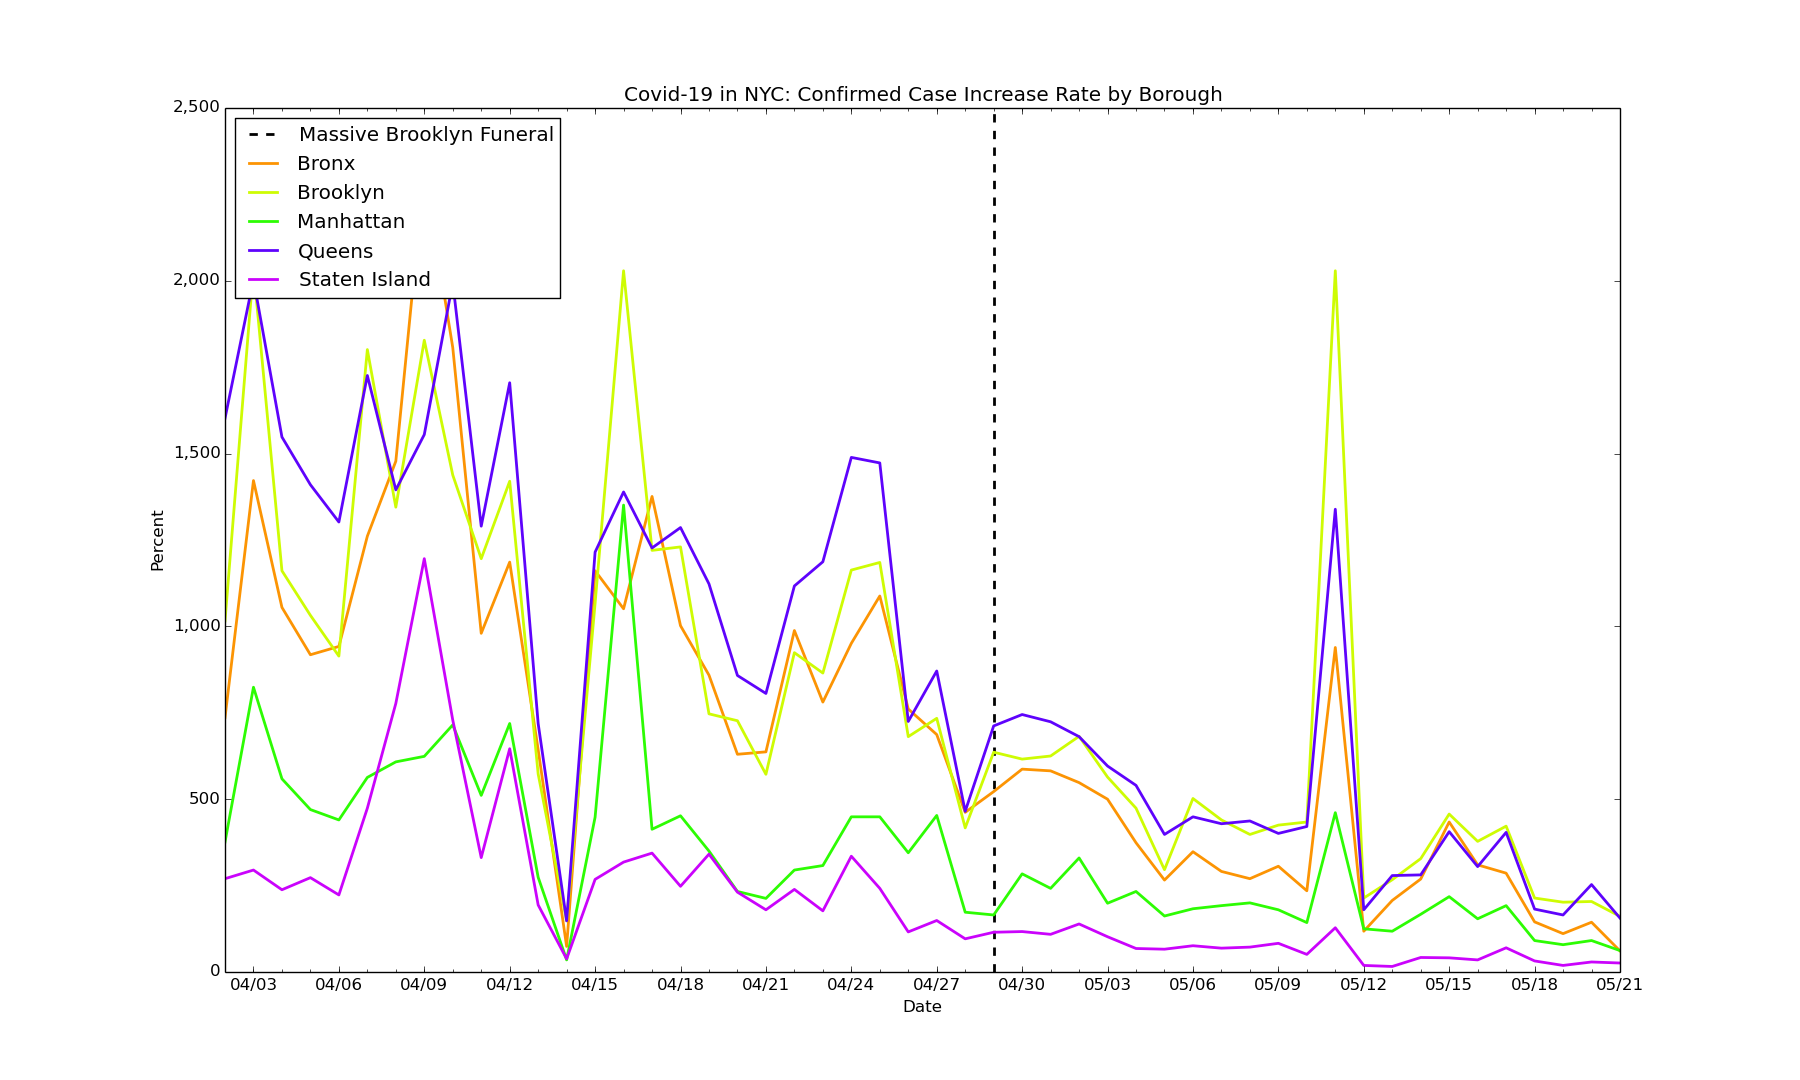 Covid-19 in NYC: Confirmed Case Increase Rate by Borough
2,500
2,000
1,500
1,000
500
0
Percent
Massive Brooklyn Funeral
Bronx
Brooklyn
Manhattan
Queens
Staten Island
04/03 04/06 04/09 04/12 04/15 04/18 04/21 04/24 04/27 04/30 05/03 05/06 05/09 05/12 05/15 05/18 05/21
Date